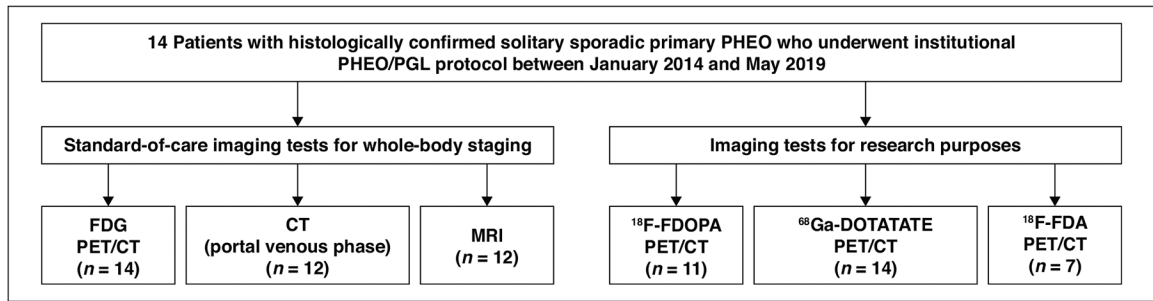 14 Patients with histologically confirmed solitary sporadic primary PHEO who underwent institutional
PHEO/PGL protocol between January 2014 and May 2019
Standard-of-care imaging tests for whole-body staging
Imaging tests for research purposes
FDG
PET/CT
(n = 14)
CT
(portal venous phase)
(n = 12)
MRI
(n = 12)
¹⁸F-FDOPA
PET/CT
(n = 11)
⁶⁸Ga-DOTATATE
PET/CT
(n = 14)
¹⁸F-FDA
PET/CT
(n = 7)